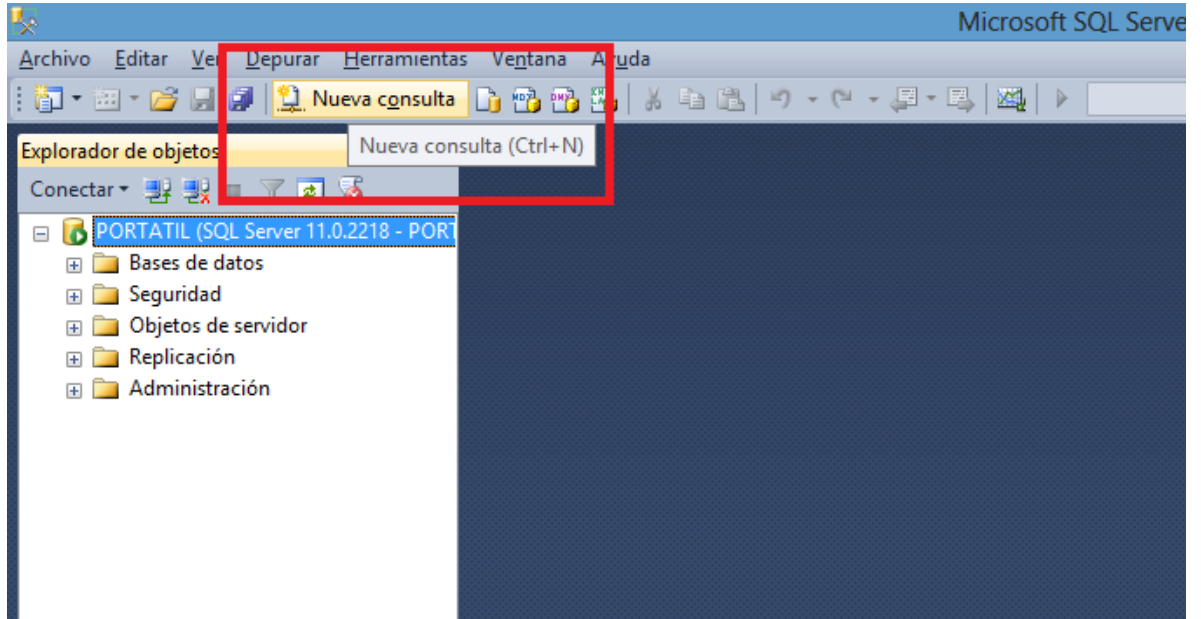 Microsoft SQL Serve
Archivo Editar Ver Depurar Herramientas Ventana Ayuda
Nueva consulta
Nueva consulta (Ctrl+N)
Explorador de objetos
Conectar
PORTATIL (SQL Server 11.0.2218 - PORT
Bases de datos
Seguridad
Objetos de servidor
Replicación
Administración